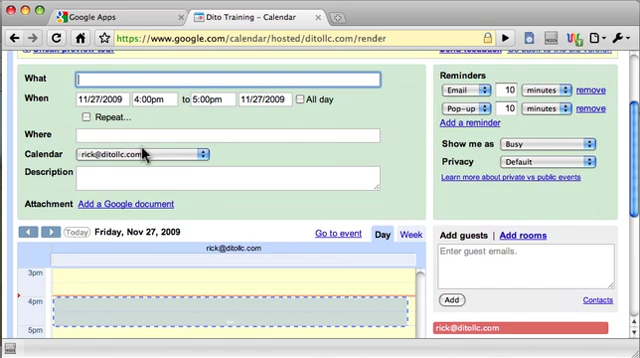 Google Apps
Dito Training – Calendar
https://www.google.com/calendar/hosted/ditollc.com/render
What
When 11/27/2009 4:00pm to 5:00pm 11/27/2009 All day
Repeat...
Where
Calendar rick@ditollc.com
Description
Attachment Add a Google document
Reminders
Email 10 minutes remove
Pop-up 10 minutes remove
Add a reminder
Show me as Busy
Privacy Default
Learn more about private vs public events
Today Friday, Nov 27, 2009 Go to event Day Week
rick@ditollc.com
3pm
4pm
5pm
Add guests | Add rooms
Enter guest emails.
Add Contacts
rick@ditollc.com